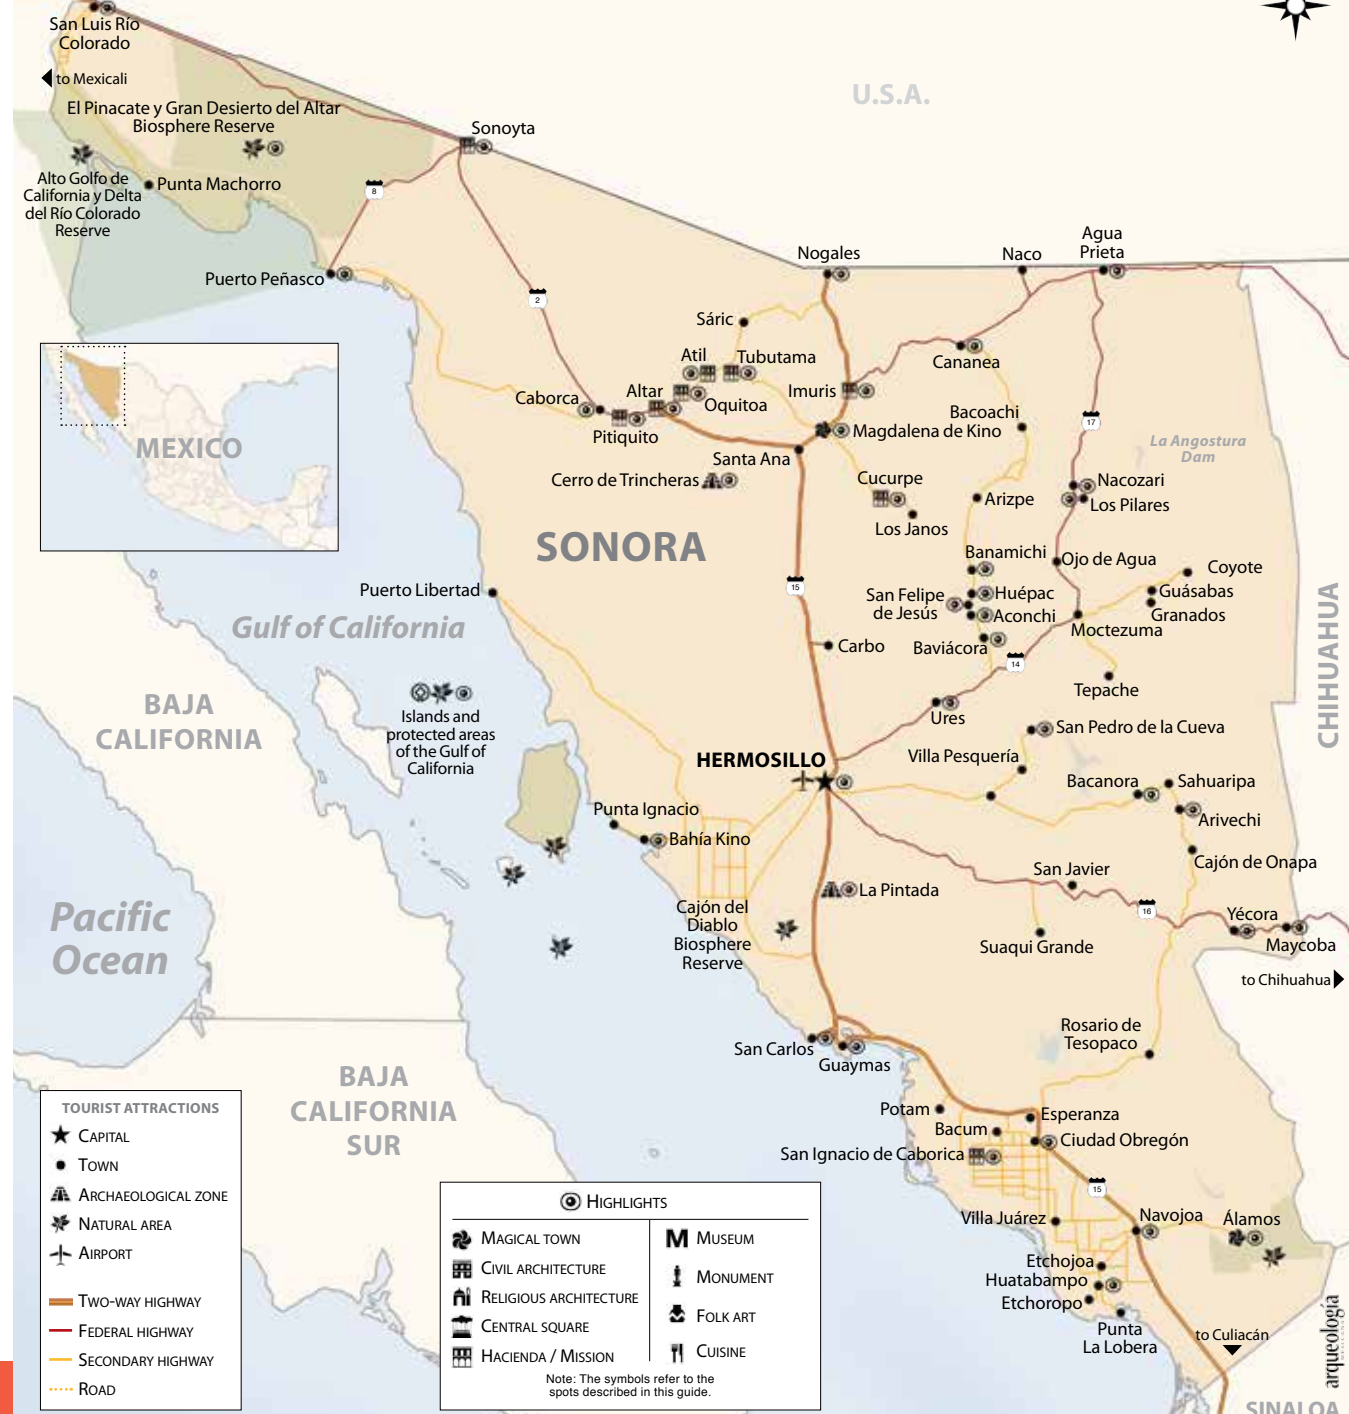 San Luis Río
Colorado
to Mexicali
U.S.A.
El Pinacate y Gran Desierto del Altar
Biosphere Reserve
Sonoyta
Alto Golfo de
California y Delta
del Río Colorado
Reserve
Punta Machorro
8
Puerto Peñasco
2
Nogales
Naco
Agua
Prieta
Sáric
Atil
Tubutama
Cananea
Caborca
Altar
Oquitoa
Imuris
Pitiquito
Bacoachi
17
Magdalena de Kino
La Angostura
Dam
Santa Ana
Cerro de Trincheras
Cucurpe
Nacozari
Arizpe
Los Pilares
Los Janos
MEXICO
SONORA
Banamichi
Ojo de Agua
Coyote
Puerto Libertad
15
San Felipe
de Jesús
Huépac
Aconchi
Guásabas
Granados
Moctezuma
Gulf of California
Carbo
Baviácora
14
Tepache
CHIHUAHUA
BAJA
CALIFORNIA
Islands and
protected areas
of the Gulf of
California
Ures
San Pedro de la Cueva
HERMOSILLO
Villa Pesquería
Bacanora
Sahuaripa
Arivechi
Punta Ignacio
Bahía Kino
Cajón de Onapa
San Javier
La Pintada
16
Yécora
Maycoba
Cajón del
Diablo
Biosphere
Reserve
Suaqui Grande
to Chihuahua
Pacific
Ocean
Rosario de
Tesopaco
San Carlos
Guaymas
BAJA
CALIFORNIA
SUR
Potam
Esperanza
Bacum
Ciudad Obregón
San Ignacio de Caborica
15
Villa Juárez
Navojoa
Álamos
Etchojoa
Huatabampo
Etchoropo
Punta
La Lobera
to Culiacán
SINALOA
arqueología
TOURIST ATTRACTIONS
CAPITAL
TOWN
ARCHAEOLOGICAL ZONE
NATURAL AREA
AIRPORT
TWO-WAY HIGHWAY
FEDERAL HIGHWAY
SECONDARY HIGHWAY
ROAD
HIGHLIGHTS
MAGICAL TOWN
CIVIL ARCHITECTURE
RELIGIOUS ARCHITECTURE
CENTRAL SQUARE
HACIENDA / MISSION
M MUSEUM
MONUMENT
FOLK ART
CUISINE
Note: The symbols refer to the
spots described in this guide.